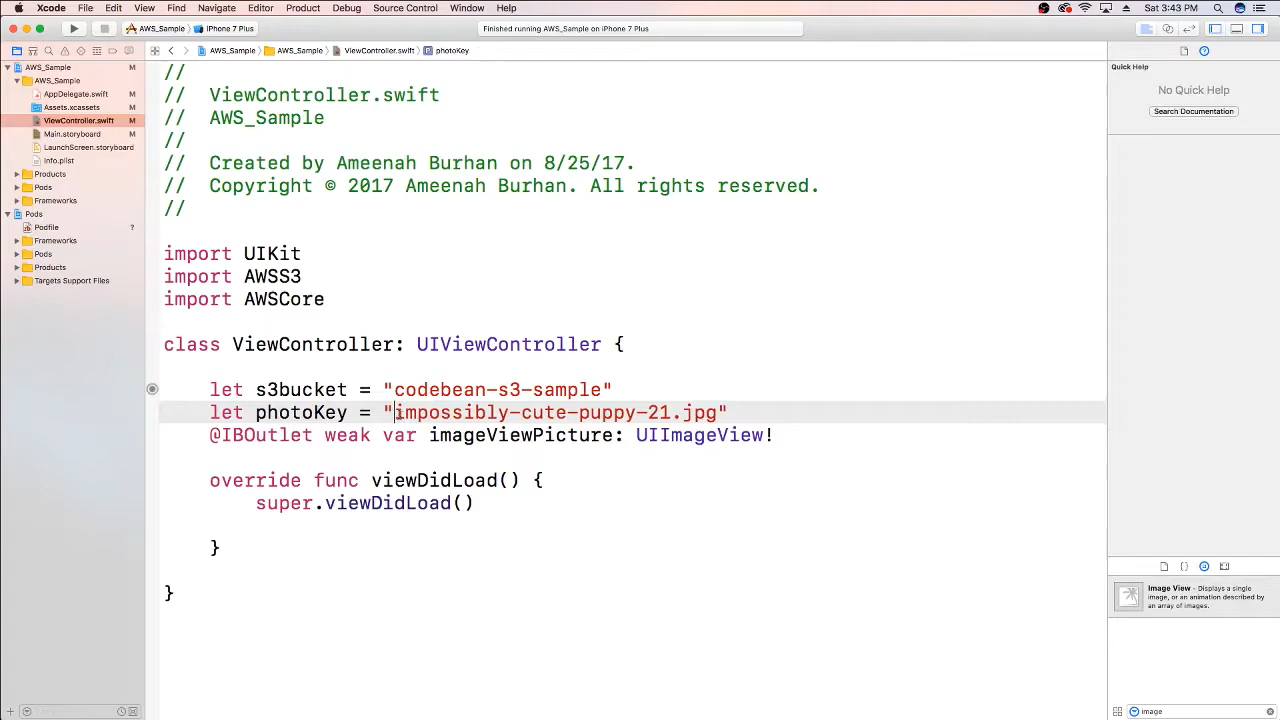 Xcode File Edit View Find Navigate Editor Product Debug Source Control Window Help Sat 3:43 PM
AWS_Sample iPhone 7 Plus Finished running AWS_Sample on iPhone 7 Plus
AWS_Sample AWS_Sample ViewController.swift photoKey
AWS_Sample M
AWS_Sample
AppDelegate.swift M
Assets.xcassets M
ViewController.swift M
Main.storyboard M
LaunchScreen.storyboard
Info.plist
Products
Pods
Frameworks
Pods
Podfile ?
Frameworks
Pods
Products
Targets Support Files
//
// ViewController.swift
// AWS_Sample
//
// Created by Ameenah Burhan on 8/25/17.
// Copyright © 2017 Ameenah Burhan. All rights reserved.
//
import UIKit
import AWSS3
import AWSCore
class ViewController: UIViewController {
let s3bucket = "codebean-s3-sample"
let photoKey = "impossibly-cute-puppy-21.jpg"
@IBOutlet weak var imageViewPicture: UIImageView!
override func viewDidLoad() {
super.viewDidLoad()
}
}
Quick Help
No Quick Help
Search Documentation
Image View - Displays a single
image, or an animation described by
an array of images.
image